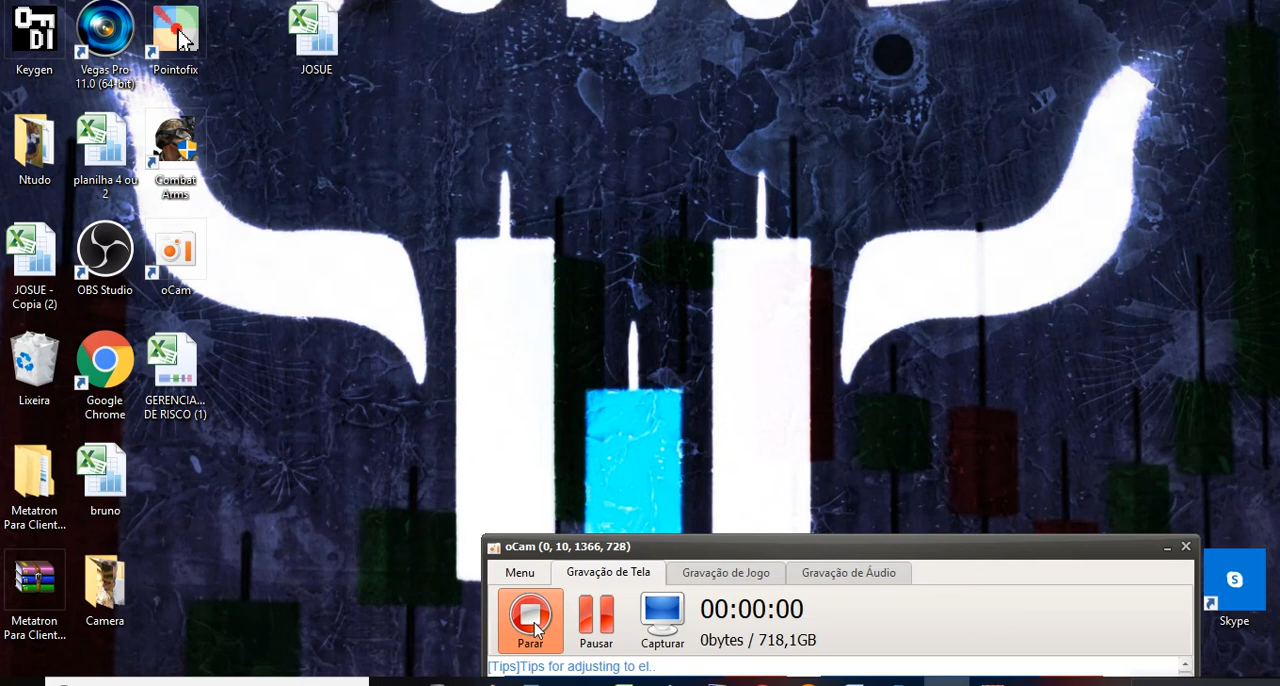 Keygen
Vegas Pro
11.0 (64-bit)
Pointofix
JOSUE
Ntudo
planilha 4 ou
2
Combat
Arms
JOSUE -
Copia (2)
OBS Studio
oCam
Lixeira
Google
Chrome
GERENCIA...
DE RISCO (1)
Metatron
Para Client...
bruno
Metatron
Para Client...
Camera
oCam (0, 10, 1366, 728)
Menu
Gravação de Tela
Gravação de Jogo
Gravação de Áudio
Parar
Pausar
Capturar
00:00:00
0bytes / 718,1GB
[Tips]Tips for adjusting to el..
Skype